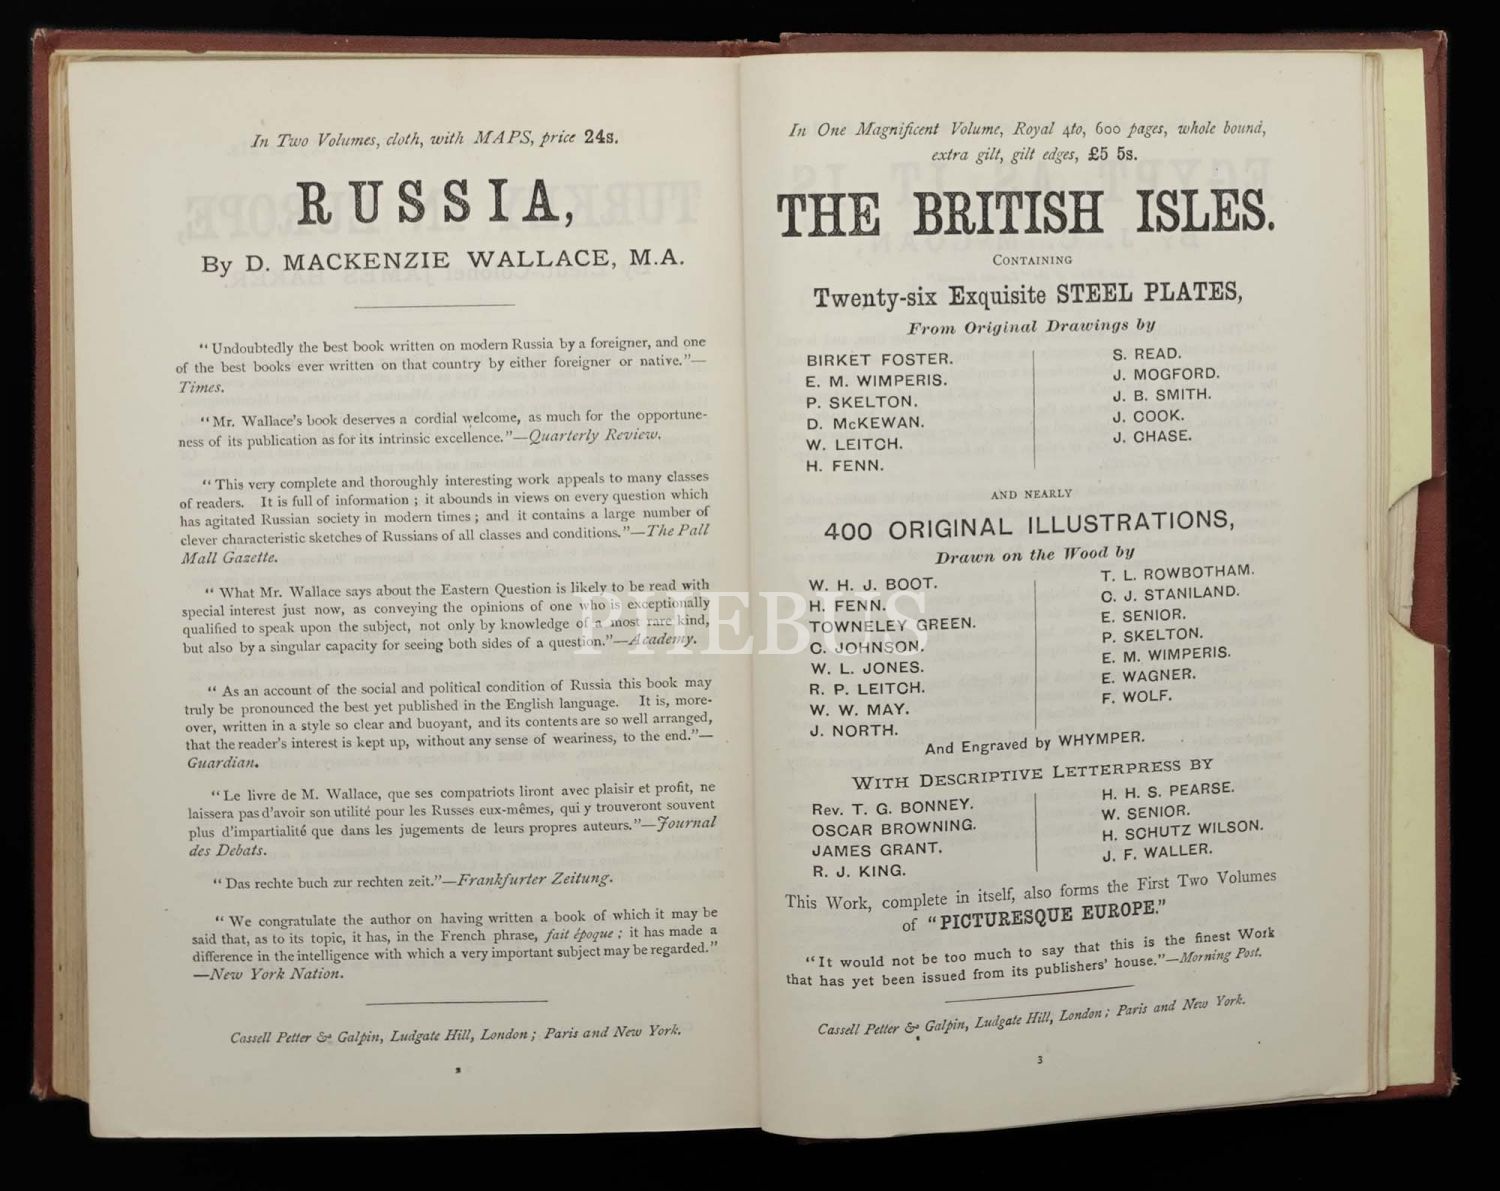 In Two Volumes, cloth, with MAPS, price 24s.
RUSSIA,
By D. MACKENZIE WALLACE, M.A.
“Undoubtedly the best book written on modern Russia by a foreigner, and one
of the best books ever written on that country by either foreigner or native.”—
Times.
“Mr. Wallace's book deserves a cordial welcome, as much for the opportune-
ness of its publication as for its intrinsic excellence.”—Quarterly Review.
“This very complete and thoroughly interesting work appeals to many classes
of readers. It is full of information; it abounds in views on every question which
has agitated Russian society in modern times; and it contains a large number of
clever characteristic sketches of Russians of all classes and conditions.”—The Pall
Mall Gazette.
“What Mr. Wallace says about the Eastern Question is likely to be read with
special interest just now, as conveying the opinions of one who is exceptionally
qualified to speak upon the subject, not only by knowledge of a most rare kind,
but also by a singular capacity for seeing both sides of a question.”—Academy.
“As an account of the social and political condition of Russia this book may
truly be pronounced the best yet published in the English language. It is, more-
over, written in a style so clear and buoyant, and its contents are so well arranged,
that the reader's interest is kept up, without any sense of weariness, to the end.”—
Guardian.
“Le livre de M. Wallace, que ses compatriots liront avec plaisir et profit, ne
laissera pas d'avoir son utilité pour les Russes eux-mêmes, qui y trouveront souvent
plus d'impartialité que dans les jugements de leurs propres auteurs.”—Journal
des Debats.
“Das rechte buch zur rechten zeit.”—Frankfurter Zeitung.
“We congratulate the author on having written a book of which it may be
said that, as to its topic, it has, in the French phrase, fait époque; it has made a
difference in the intelligence with which a very important subject may be regarded.”
—New York Nation.
Cassell Petter & Galpin, Ludgate Hill, London; Paris and New York.
2
In One Magnificent Volume, Royal 4to, 600 pages, whole bound,
extra gilt, gilt edges, £5 5s.
THE BRITISH ISLES.
CONTAINING
Twenty-six Exquisite STEEL PLATES,
From Original Drawings by
BIRKET FOSTER.
E. M. WIMPERIS.
P. SKELTON.
D. McKEWAN.
W. LEITCH.
H. FENN.
S. READ.
J. MOGFORD.
J. B. SMITH.
J. COOK.
J. CHASE.
AND NEARLY
400 ORIGINAL ILLUSTRATIONS,
Drawn on the Wood by
W. H. J. BOOT.
H. FENN.
TOWNELEY GREEN.
C. JOHNSON.
W. L. JONES.
R. P. LEITCH.
W. W. MAY.
J. NORTH.
T. L. ROWBOTHAM.
C. J. STANILAND.
E. SENIOR.
P. SKELTON.
E. M. WIMPERIS.
E. WAGNER.
F. WOLF.
And Engraved by WHYMPER.
WITH DESCRIPTIVE LETTERPRESS BY
Rev. T. G. BONNEY.
OSCAR BROWNING.
JAMES GRANT.
R. J. KING.
H. H. S. PEARSE.
W. SENIOR.
H. SCHUTZ WILSON.
J. F. WALLER.
This Work, complete in itself, also forms the First Two Volumes
of “PICTURESQUE EUROPE.”
“It would not be too much to say that this is the finest Work
that has yet been issued from its publishers' house.”—Morning Post.
Cassell Petter & Galpin, Ludgate Hill, London; Paris and New York.
3
PHEBUS